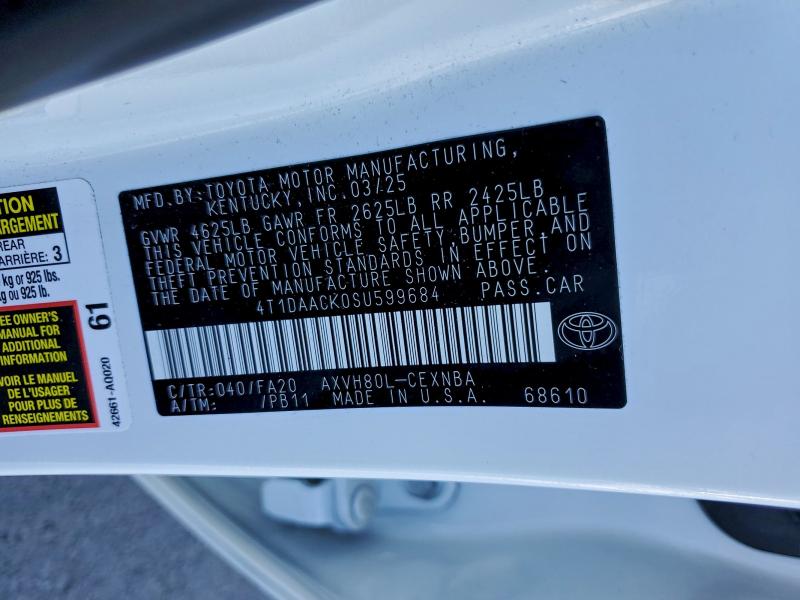 MFD.BY:TOYOTA MOTOR MANUFACTURING,
KENTUCKY,INC.03/25
GVWR 4625LB GAWR FR 2625LB RR 2425LB
THIS VEHICLE CONFORMS TO ALL APPLICABLE
FEDERAL MOTOR VEHICLE SAFETY,BUMPER,AND
THEFT PREVENTION STANDARDS IN EFFECT ON
THE DATE OF MANUFACTURE SHOWN ABOVE.
4T1DAACK0SU599684 PASS.CAR
C/TR:040/FA20 AXVH80L-CEXNBA
A/TM: /PB11 MADE IN U.S.A. 68610
REAR
ARRIÈRE: 3
kg or 925 lbs.
kg ou 925 lb.
SEE OWNER'S
MANUAL FOR
ADDITIONAL
INFORMATION
VOIR LE MANUEL
DE L'USAGER
POUR PLUS DE
RENSEIGNEMENTS
61
42661-A0020